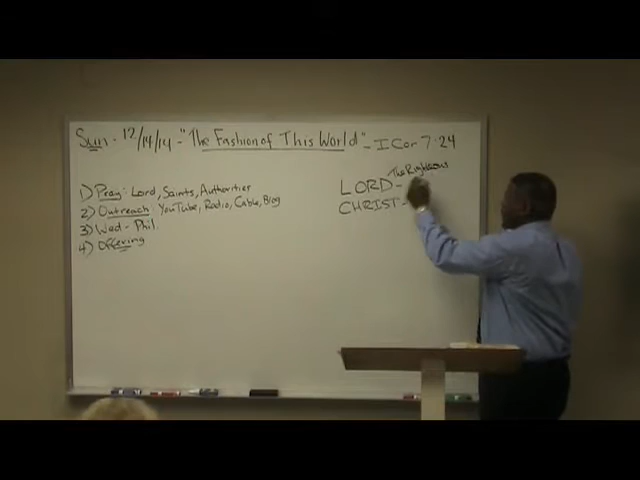 Sun - 12/14/14 - "The Fashion of This World" - I Cor 7:24
1) Pray: Lord, Saints, Authorities
2) Outreach: YouTube, Radio, Cable, Blog
3) Wed - Phil.
4) Offering
The Righteous
LORD -
CHRIST -